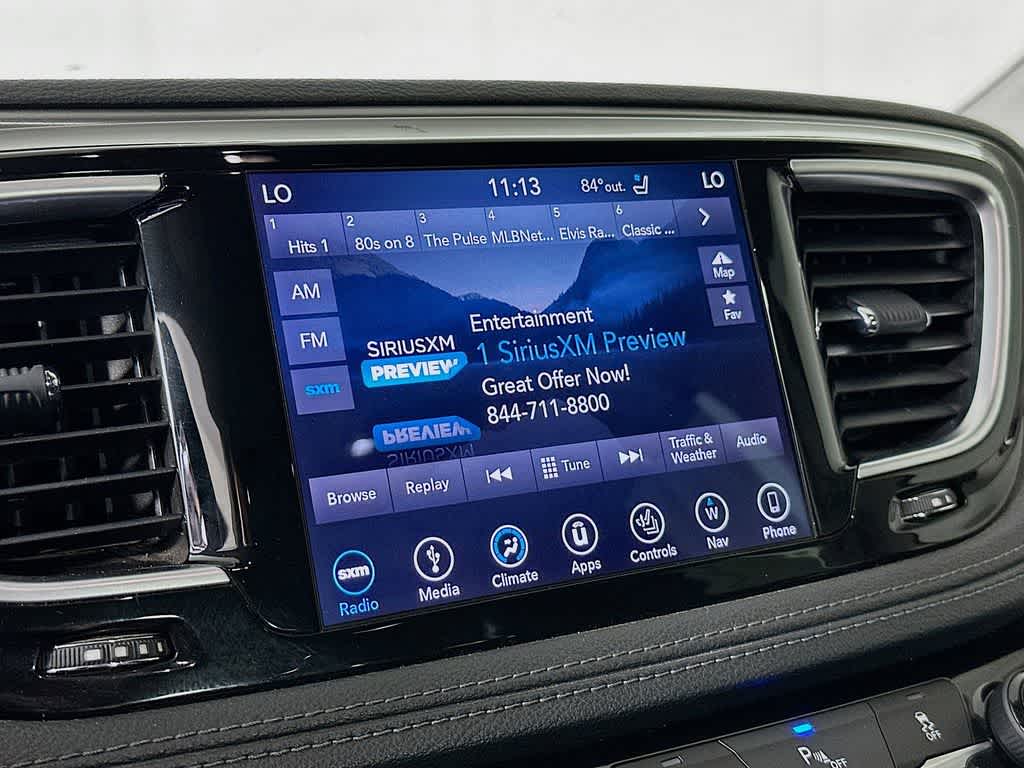 LO 11:13 84° out. LO
1 2 3 4 5 6
Hits 1 80s on 8 The Pulse MLBNet... Elvis Ra... Classic ...
AM
Map
FM
Fav
sxm
Entertainment
SIRIUSXM
PREVIEW
1 SiriusXM Preview
Great Offer Now!
844-711-8800
PREVIEW
SIRIUSXM
Browse Replay Tune Traffic & Weather Audio
sxm
W
Radio Media Climate Apps Controls Nav Phone
P OFF
OFF